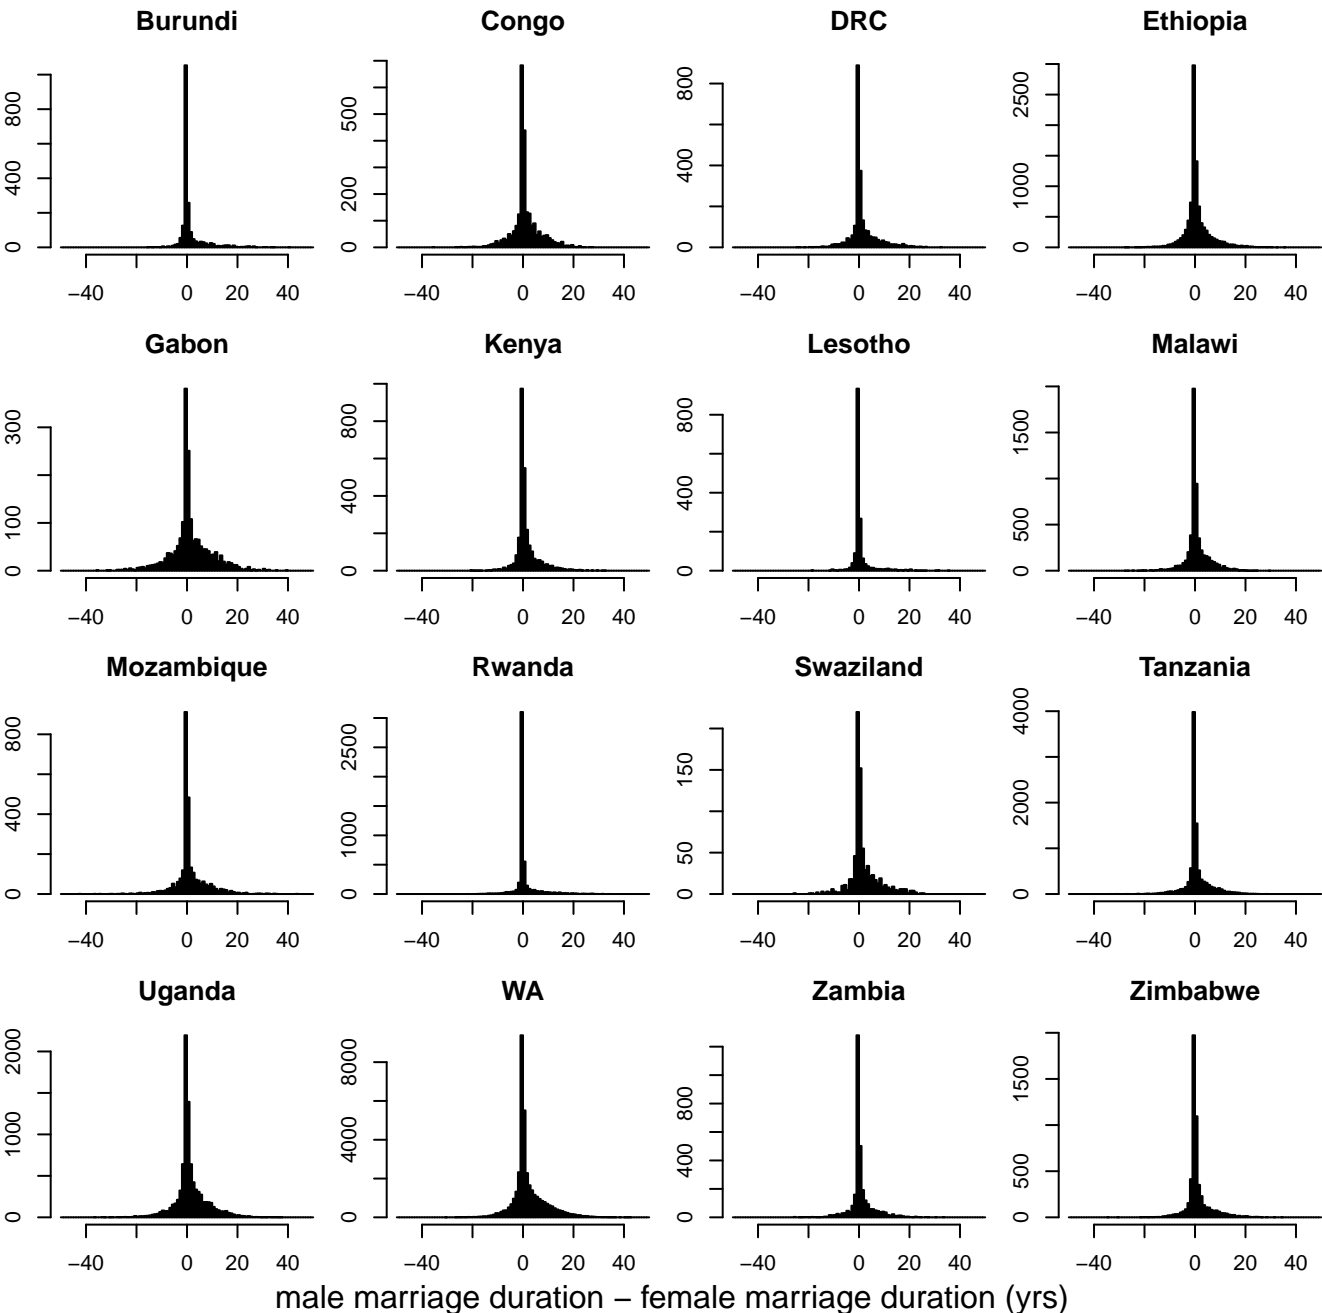 Burundi Congo DRC Ethiopia
0 400 800
0 200 500
0 400 800
0 1000 2500
−40 0 20 40 −40 0 20 40 −40 0 20 40 −40 0 20 40
Gabon Kenya Lesotho Malawi
0 100 300
0 400 800
0 400 800
0 500 1500
−40 0 20 40 −40 0 20 40 −40 0 20 40 −40 0 20 40
Mozambique Rwanda Swaziland Tanzania
0 400 800
0 1000 2500
0 50 150
0 2000 4000
−40 0 20 40 −40 0 20 40 −40 0 20 40 −40 0 20 40
Uganda WA Zambia Zimbabwe
0 1000 2000
0 4000 8000
0 400 800
0 500 1500
−40 0 20 40 −40 0 20 40 −40 0 20 40 −40 0 20 40
male marriage duration − female marriage duration (yrs)